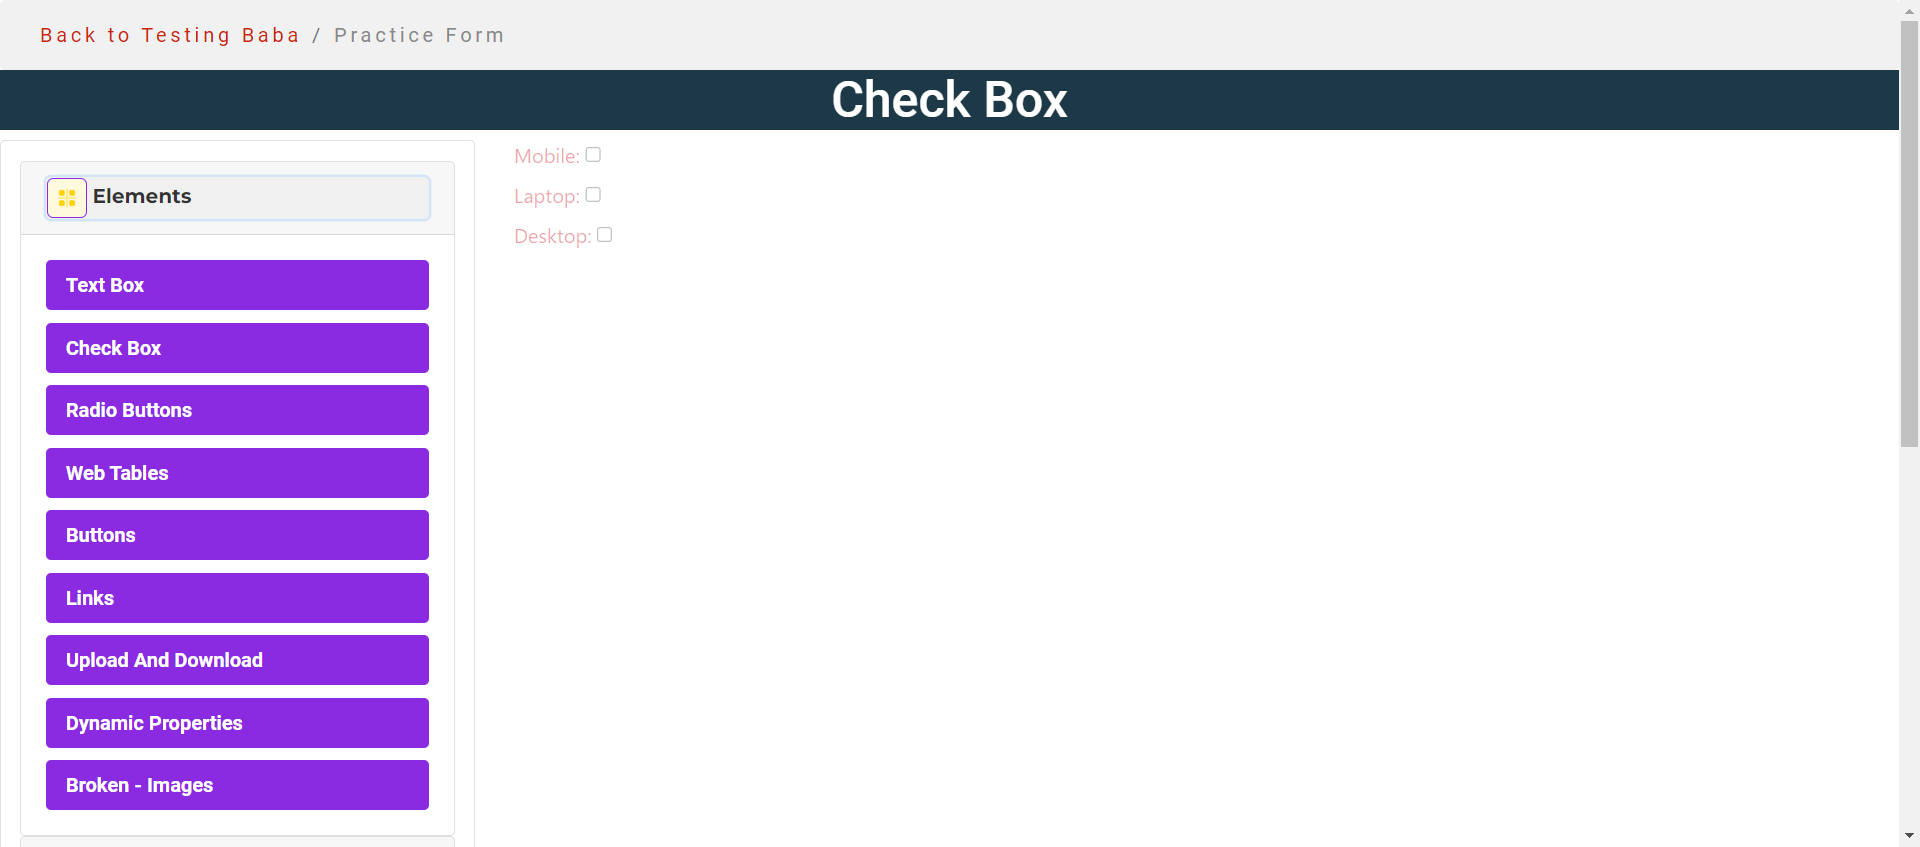 Back to Testing Baba / Practice Form
Check Box
Elements
Text Box
Check Box
Radio Buttons
Web Tables
Buttons
Links
Upload And Download
Dynamic Properties
Broken - Images
Mobile:
Laptop:
Desktop: